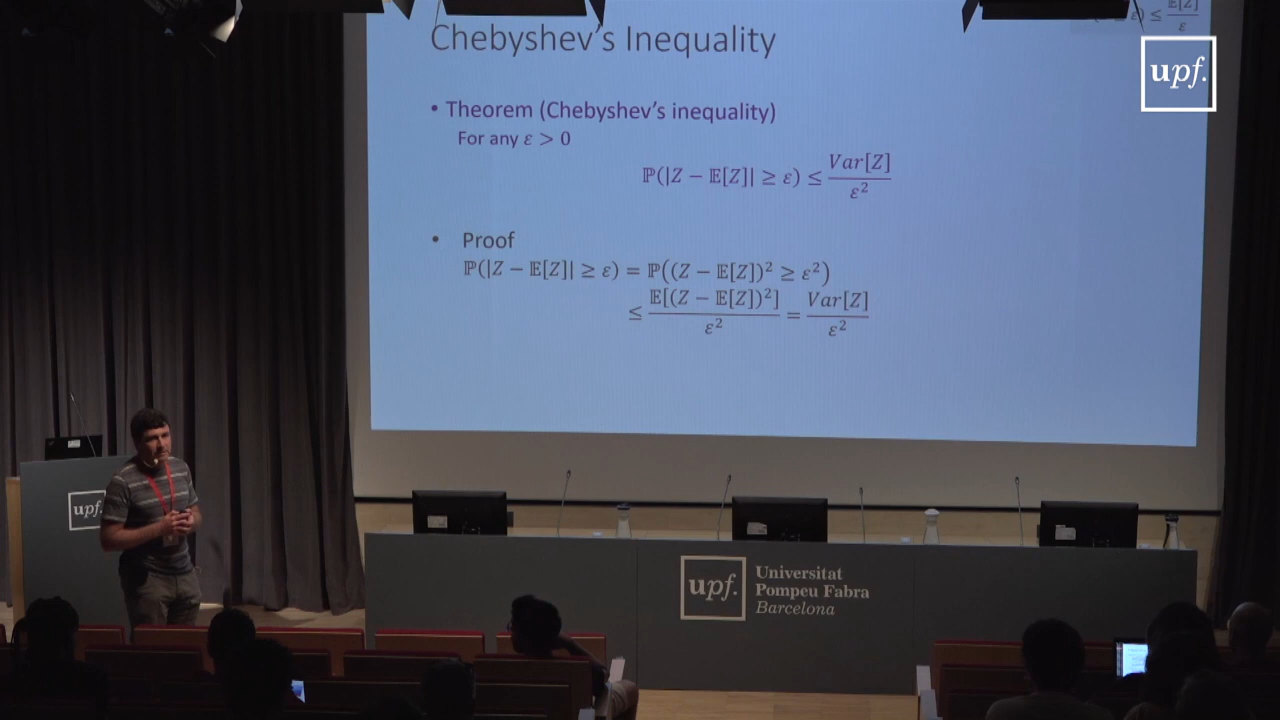 Chebyshev's Inequality
• Theorem (Chebyshev's inequality)
For any ε > 0
ℙ(|Z − 𝔼[Z]| ≥ ε) ≤ Var[Z] / ε²
• Proof
ℙ(|Z − 𝔼[Z]| ≥ ε) = ℙ((Z − 𝔼[Z])² ≥ ε²)
≤ 𝔼[(Z − 𝔼[Z])²] / ε² = Var[Z] / ε²
ε) ≤ 𝔼[Z] / ε
upf.
upf.
upf.
Universitat
Pompeu Fabra
Barcelona